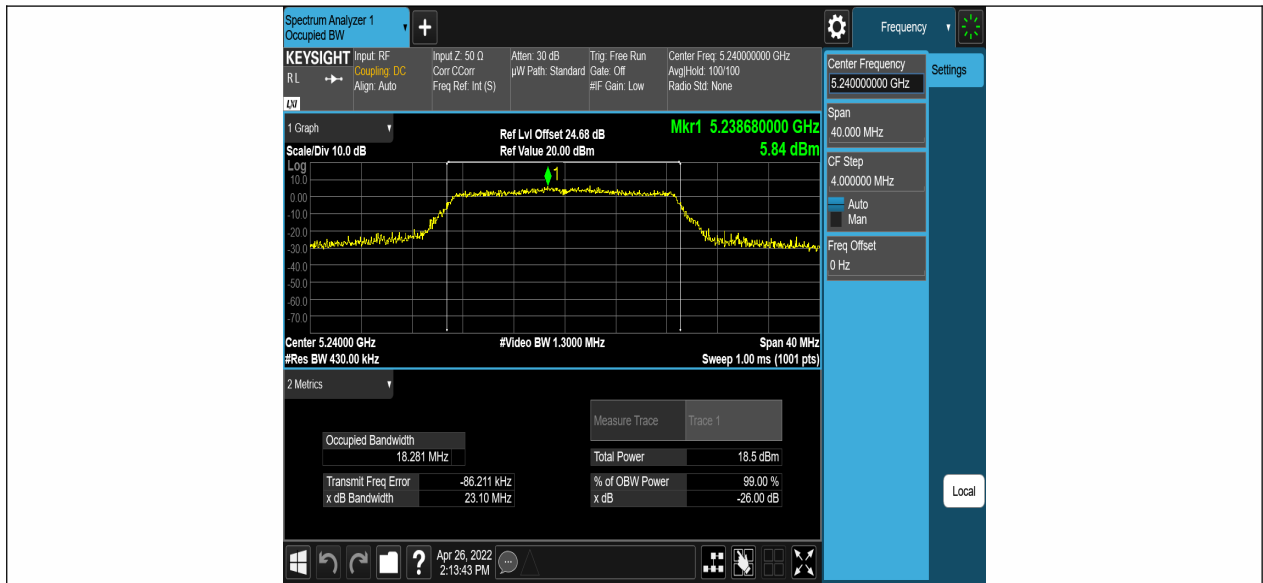 Spectrum Analyzer 1
Occupied BW
+
Frequency
KEYSIGHT
RL
LXI
Input: RF
Coupling: DC
Align: Auto
Input Z: 50 Ω
Corr CCorr
Freq Ref: Int (S)
Atten: 30 dB
µW Path: Standard
Trig: Free Run
Gate: Off
#IF Gain: Low
Center Freq: 5.240000000 GHz
Avg|Hold: 100/100
Radio Std: None
1 Graph
Scale/Div 10.0 dB
Ref Lvl Offset 24.68 dB
Ref Value 20.00 dBm
Mkr1 5.238680000 GHz
5.84 dBm
Log
10.0
0.00
-10.0
-20.0
-30.0
-40.0
-50.0
-60.0
-70.0
1
Center 5.24000 GHz
#Video BW 1.3000 MHz
Span 40 MHz
#Res BW 430.00 kHz
Sweep 1.00 ms (1001 pts)
2 Metrics
Measure Trace Trace 1
Occupied Bandwidth
18.281 MHz
Total Power 18.5 dBm
Transmit Freq Error -86.211 kHz
% of OBW Power 99.00 %
x dB Bandwidth 23.10 MHz
x dB -26.00 dB
Center Frequency
5.240000000 GHz
Settings
Span
40.000 MHz
CF Step
4.000000 MHz
Auto
Man
Freq Offset
0 Hz
Local
?
Apr 26, 2022
2:13:43 PM